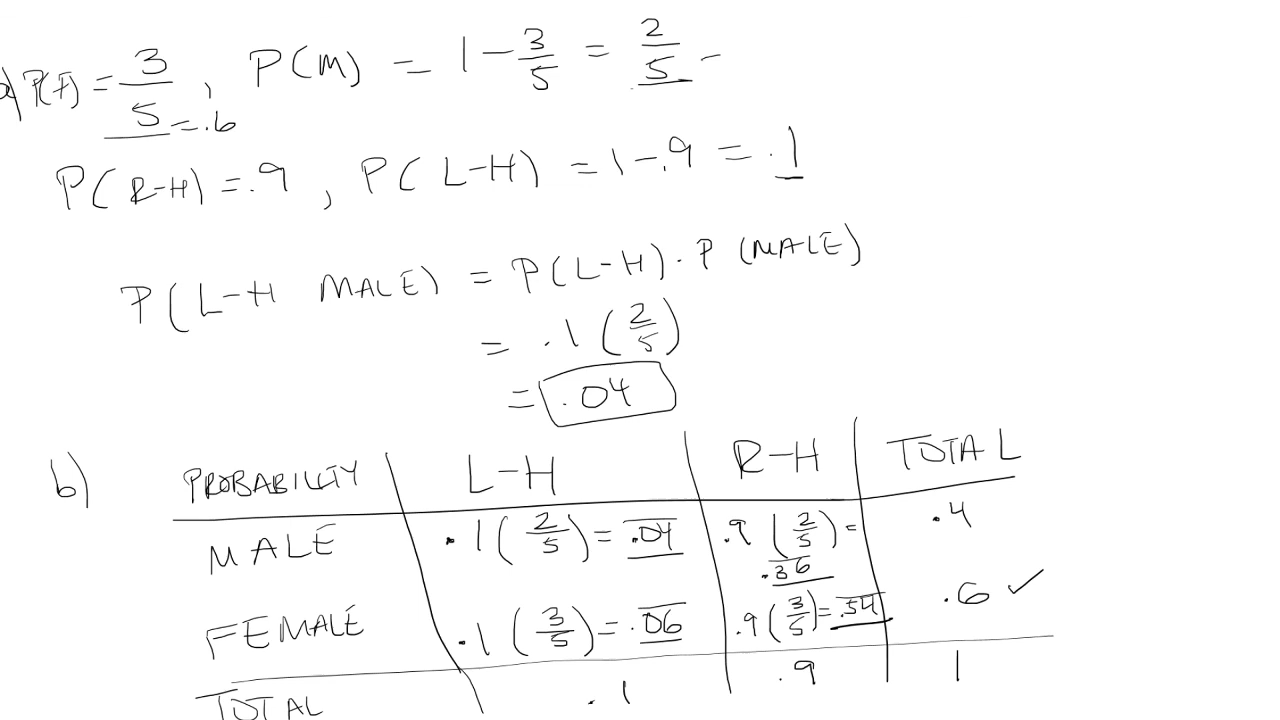 a) P(F) = 3/5 = .6 , P(M) = 1 - 3/5 = 2/5 -
P(R-H) = .9 , P(L-H) = 1-.9 = .1
P(L-H MALE) = P(L-H) · P(MALE)
= .1 (2/5)
= .04
b) PROBABILITY L-H R-H TOTAL
MALE .1 (2/5) = .04 .9 (2/5) = .36 .4
FEMALE .1 (3/5) = .06 .9 (3/5) = .54 .6 ✓
TOTAL .1 .9 1